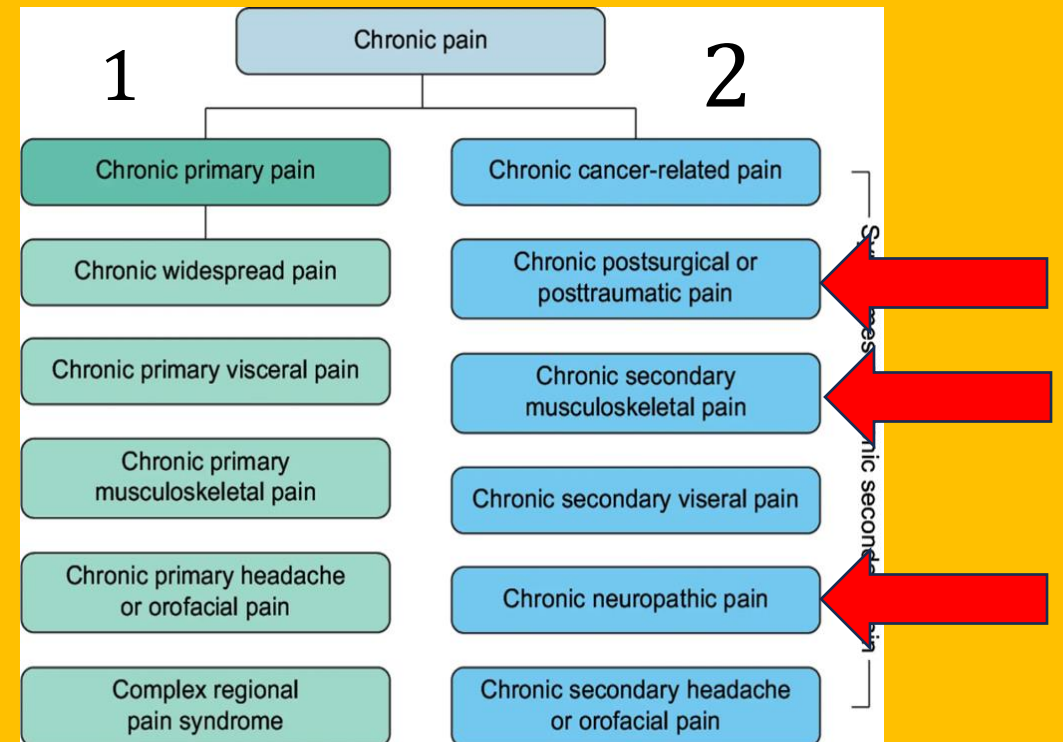 Chronic pain
1
2
Chronic primary pain
Chronic widespread pain
Chronic primary visceral pain
Chronic primary
musculoskeletal pain
Chronic primary headache
or orofacial pain
Complex regional
pain syndrome
Chronic cancer-related pain
Chronic postsurgical or
posttraumatic pain
Chronic secondary
musculoskeletal pain
Chronic secondary viseral pain
Chronic neuropathic pain
Chronic secondary headache
or orofacial pain